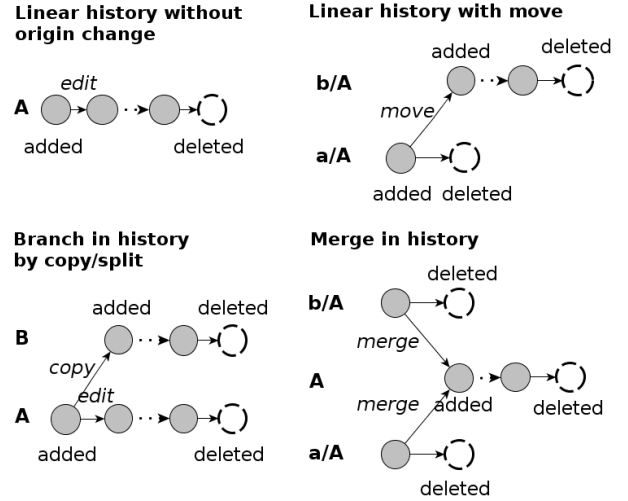 Linear history without
origin change
edit
A
added
deleted
Linear history with move
added
deleted
b/A
move
a/A
added
deleted
Branch in history
by copy/split
added
deleted
B
copy
edit
A
added
deleted
Merge in history
deleted
b/A
merge
A
merge
added
deleted
a/A
deleted